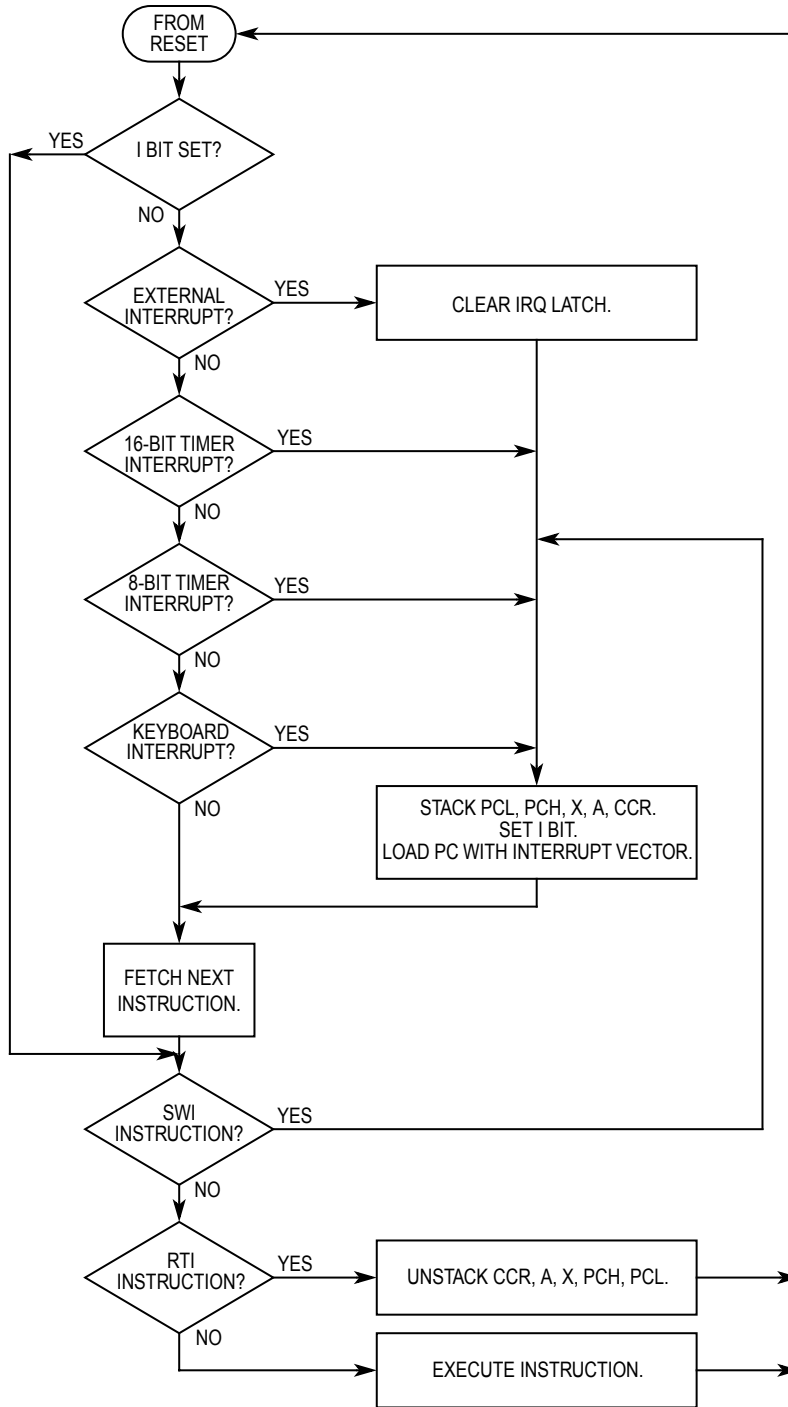 FROM
RESET
I BIT SET?
YES
NO
EXTERNAL
INTERRUPT?
YES
CLEAR IRQ LATCH.
NO
16-BIT TIMER
INTERRUPT?
YES
NO
8-BIT TIMER
INTERRUPT?
YES
NO
KEYBOARD
INTERRUPT?
YES
NO
STACK PCL, PCH, X, A, CCR.
SET I BIT.
LOAD PC WITH INTERRUPT VECTOR.
FETCH NEXT
INSTRUCTION.
SWI
INSTRUCTION?
YES
NO
RTI
INSTRUCTION?
YES
UNSTACK CCR, A, X, PCH, PCL.
NO
EXECUTE INSTRUCTION.